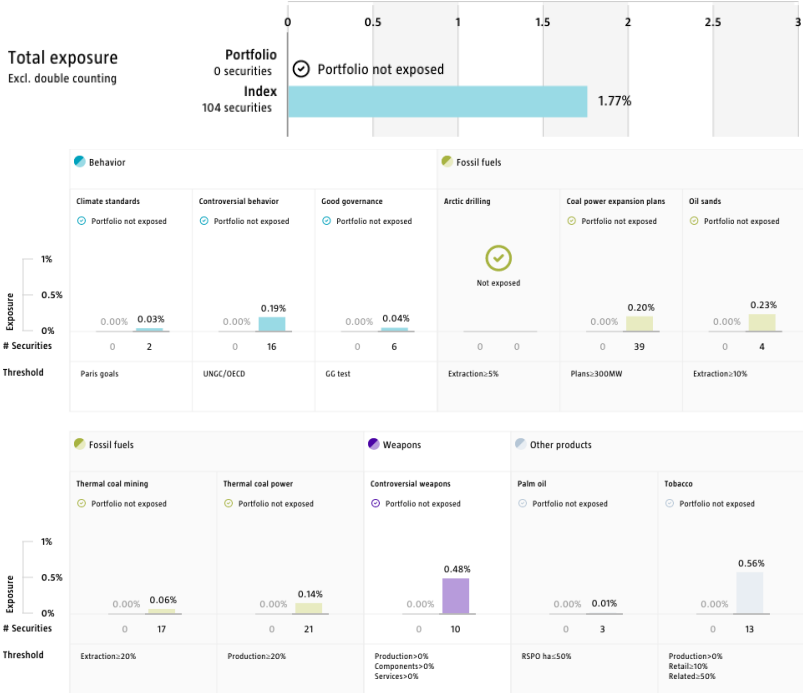 0 0.5 1 1.5 2 2.5 3
Total exposure
Excl. double counting
Portfolio
0 securities
Portfolio not exposed
Index
104 securities
1.77%
Behavior
Fossil fuels
Climate standards Controversial behavior Good governance Arctic drilling Coal power expansion plans Oil sands
Portfolio not exposed Portfolio not exposed Portfolio not exposed Portfolio not exposed Portfolio not exposed
Not exposed
Exposure
1%
0.5%
0%
0.00% 0.03% 0.00% 0.19% 0.00% 0.04% 0.00% 0.20% 0.00% 0.23%
# Securities 0 2 0 16 0 6 0 0 0 39 0 4
Threshold Paris goals UNGC/OECD GG test Extraction≥5% Plans≥300MW Extraction≥10%
Fossil fuels
Weapons
Other products
Thermal coal mining Thermal coal power Controversial weapons Palm oil Tobacco
Portfolio not exposed Portfolio not exposed Portfolio not exposed Portfolio not exposed Portfolio not exposed
Exposure
1%
0.5%
0%
0.00% 0.06% 0.00% 0.14% 0.00% 0.48% 0.00% 0.01% 0.00% 0.56%
# Securities 0 17 0 21 0 10 0 3 0 13
Threshold Extraction≥20% Production≥20% Production>0% RSPO ha≤50% Production>0%
Components>0% Retail≥10%
Services>0% Related≥50%